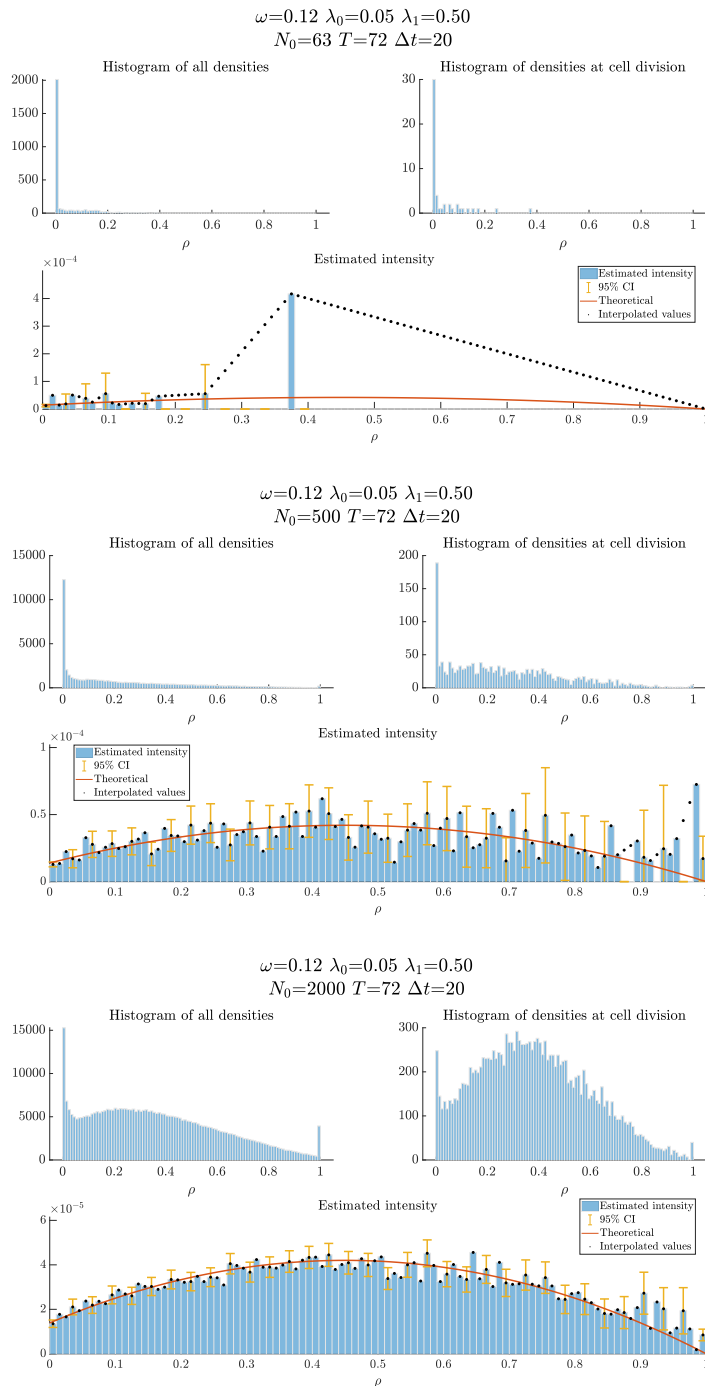 ω=0.12 λ₀=0.05 λ₁=0.50
N₀=63 T=72 Δt=20
Histogram of all densities
2000
1500
1000
500
0
0 0.2 0.4 0.6 0.8 1
ρ
Histogram of densities at cell division
30
20
10
0
0 0.2 0.4 0.6 0.8 1
ρ
Estimated intensity
×10⁻⁴
4
3
2
1
0
0 0.1 0.2 0.3 0.4 0.5 0.6 0.7 0.8 0.9 1
ρ
Estimated intensity
95% CI
Theoretical
Interpolated values
ω=0.12 λ₀=0.05 λ₁=0.50
N₀=500 T=72 Δt=20
Histogram of all densities
15000
10000
5000
0
0 0.2 0.4 0.6 0.8 1
ρ
Histogram of densities at cell division
200
150
100
50
0
0 0.2 0.4 0.6 0.8 1
ρ
Estimated intensity
×10⁻⁴
1
0.5
0
0 0.1 0.2 0.3 0.4 0.5 0.6 0.7 0.8 0.9 1
ρ
Estimated intensity
95% CI
Theoretical
Interpolated values
ω=0.12 λ₀=0.05 λ₁=0.50
N₀=2000 T=72 Δt=20
Histogram of all densities
15000
10000
5000
0
0 0.2 0.4 0.6 0.8 1
ρ
Histogram of densities at cell division
300
200
100
0
0 0.2 0.4 0.6 0.8 1
ρ
Estimated intensity
×10⁻⁵
6
4
2
0
0 0.1 0.2 0.3 0.4 0.5 0.6 0.7 0.8 0.9 1
ρ
Estimated intensity
95% CI
Theoretical
Interpolated values